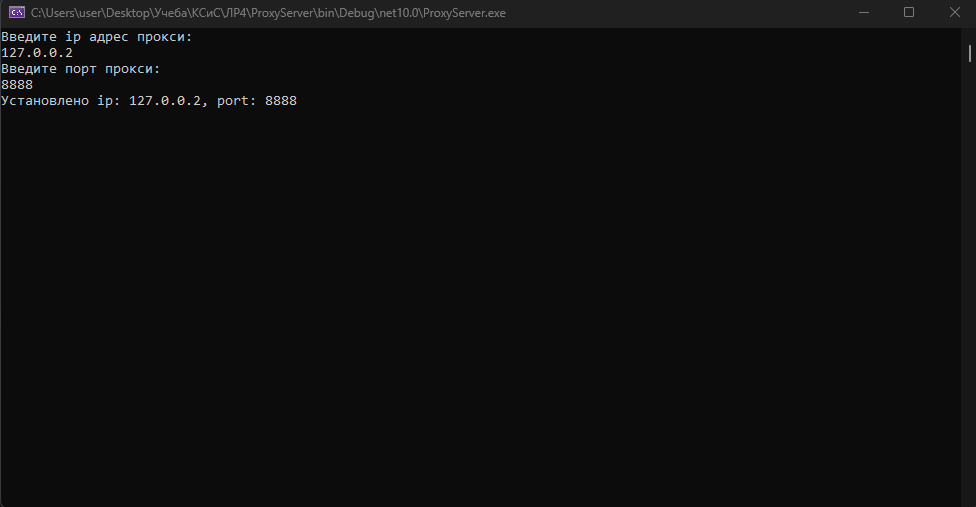 C:\Users\user\Desktop\Учеба\КСиС\ЛР4\ProxyServer\bin\Debug\net10.0\ProxyServer.exe
Введите ip адрес прокси:
127.0.0.2
Введите порт прокси:
8888
Установлено ip: 127.0.0.2, port: 8888